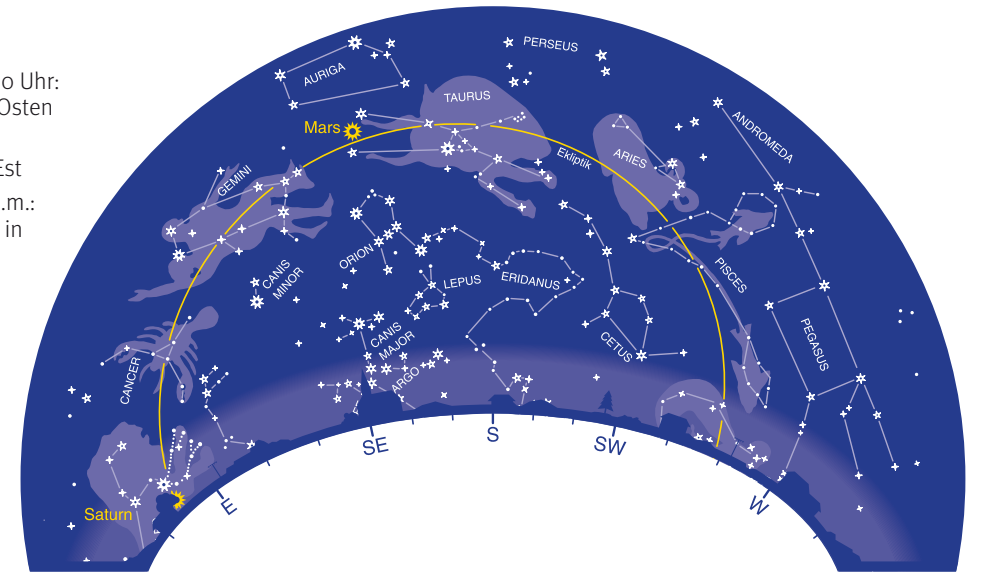 o Uhr:
Osten
Est
.m.:
in
PERSEUS
AURIGA
TAURUS
Mars
ANDROMEDA
Ekliptik
ARIES
GEMINI
ORION
CANIS
MINOR
LEPUS
ERIDANUS
PISCES
CANIS
MAJOR
CETUS
PEGASUS
CANCER
ARGO
Saturn
E
SE
S
SW
W